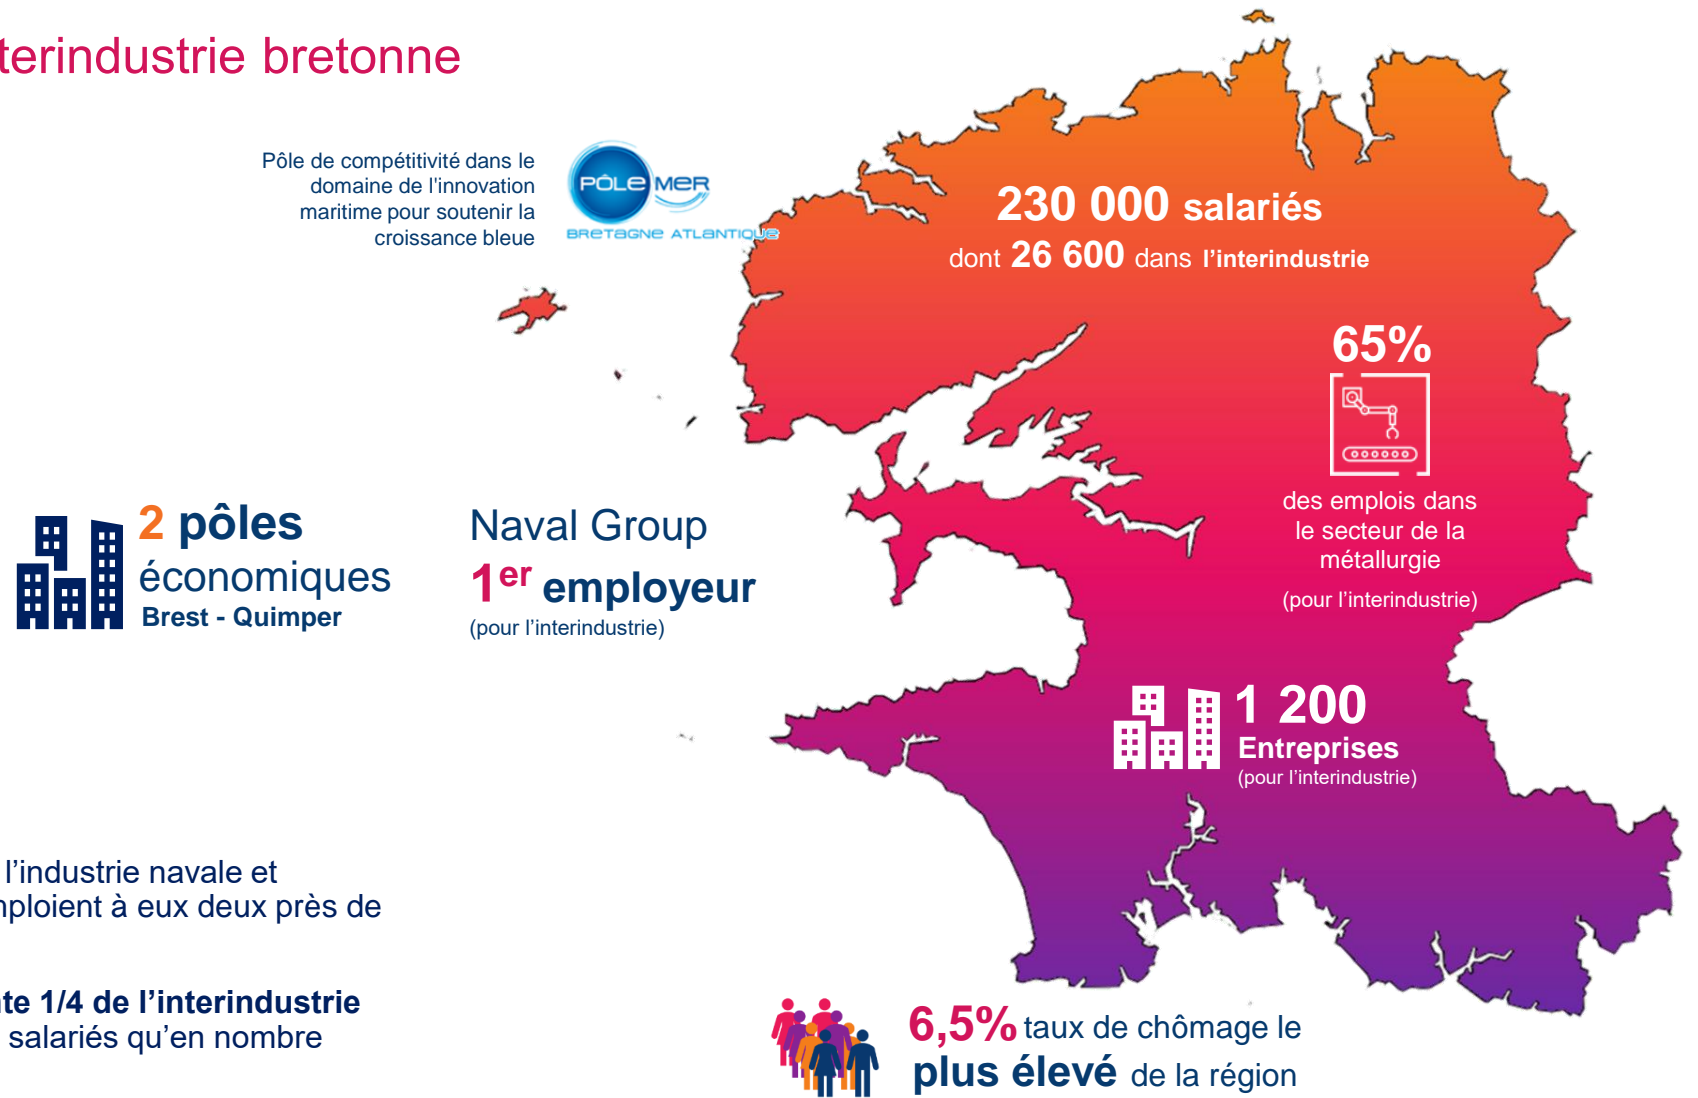 terindustrie bretonne
Pôle de compétitivité dans le
domaine de l'innovation
maritime pour soutenir la
croissance bleue
PÔLE MER
BRETAGNE ATLANTIQUE
230 000 salariés
dont 26 600 dans l’interindustrie
65%
des emplois dans
le secteur de la
métallurgie
(pour l’interindustrie)
2 pôles
économiques
Brest - Quimper
Naval Group
1er employeur
(pour l’interindustrie)
1 200
Entreprises
(pour l’interindustrie)
l’industrie navale et
mploient à eux deux près de
nte 1/4 de l’interindustrie
salariés qu’en nombre
6,5% taux de chômage le
plus élevé de la région